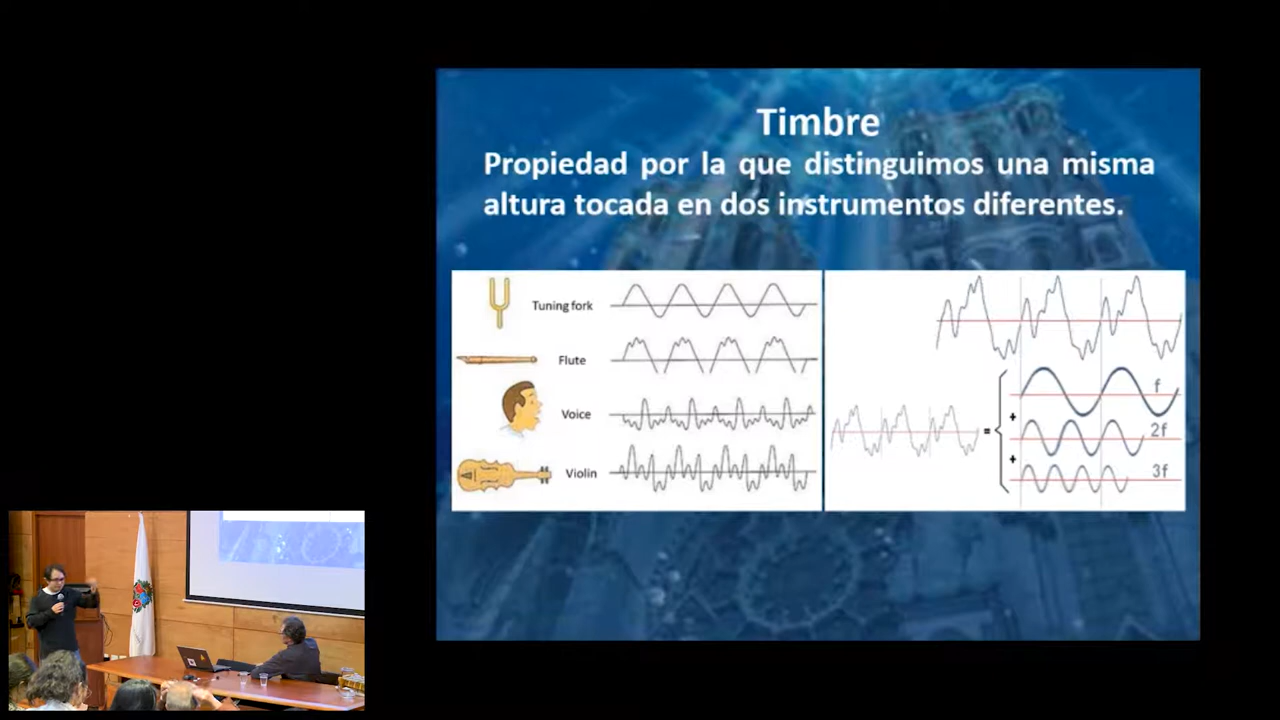 Timbre
Propiedad por la que distinguimos una misma
altura tocada en dos instrumentos diferentes.
Tuning fork
Flute
Voice
Violin
= + +
f
2f
3f